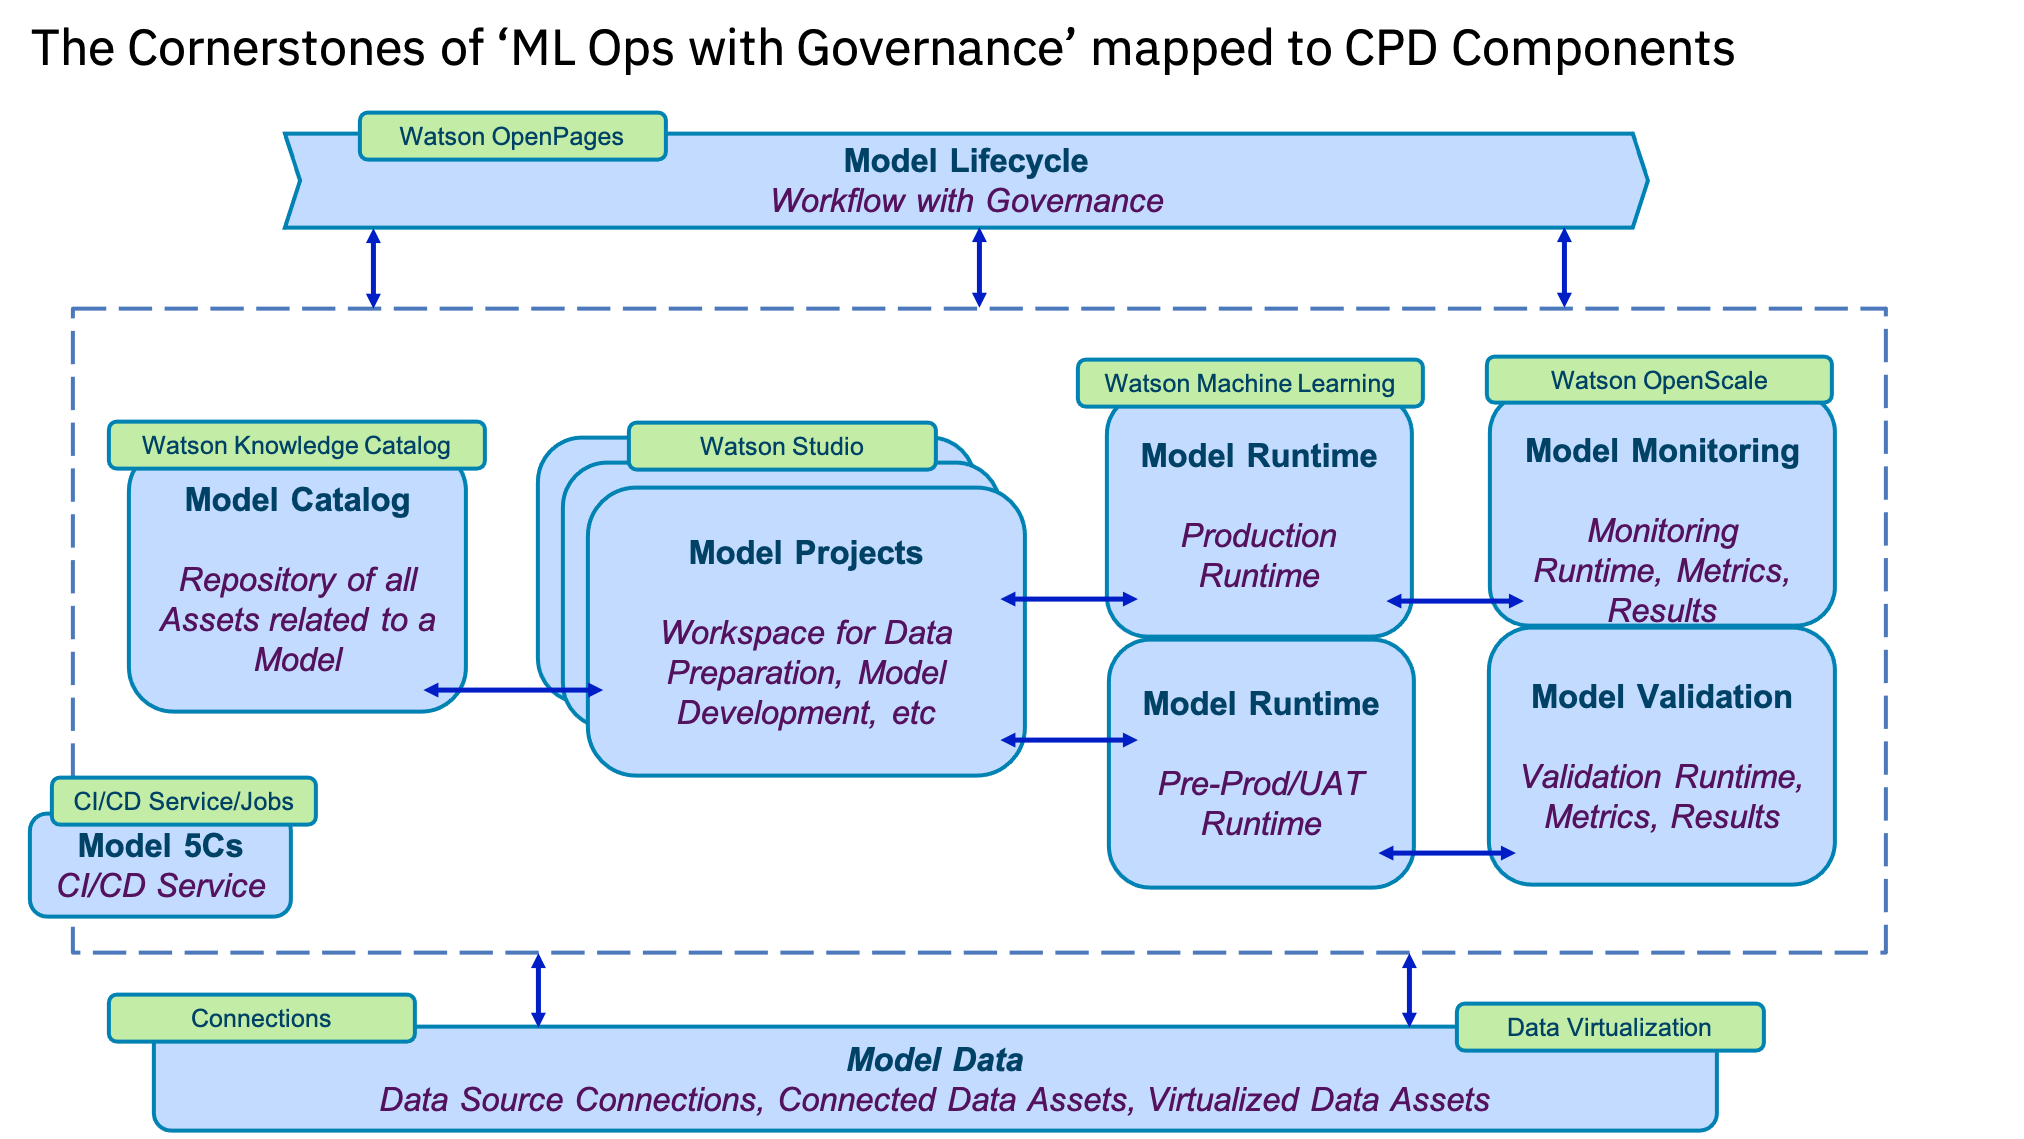 The Cornerstones of ‘ML Ops with Governance’ mapped to CPD Components
Watson OpenPages
Model Lifecycle
Workflow with Governance
Watson Knowledge Catalog
Model Catalog
Repository of all
Assets related to a
Model
Watson Studio
Model Projects
Workspace for Data
Preparation, Model
Development, etc
Watson Machine Learning
Model Runtime
Production
Runtime
Watson OpenScale
Model Monitoring
Monitoring
Runtime, Metrics,
Results
Model Runtime
Pre-Prod/UAT
Runtime
Model Validation
Validation Runtime,
Metrics, Results
CI/CD Service/Jobs
Model 5Cs
CI/CD Service
Connections
Data Virtualization
Model Data
Data Source Connections, Connected Data Assets, Virtualized Data Assets